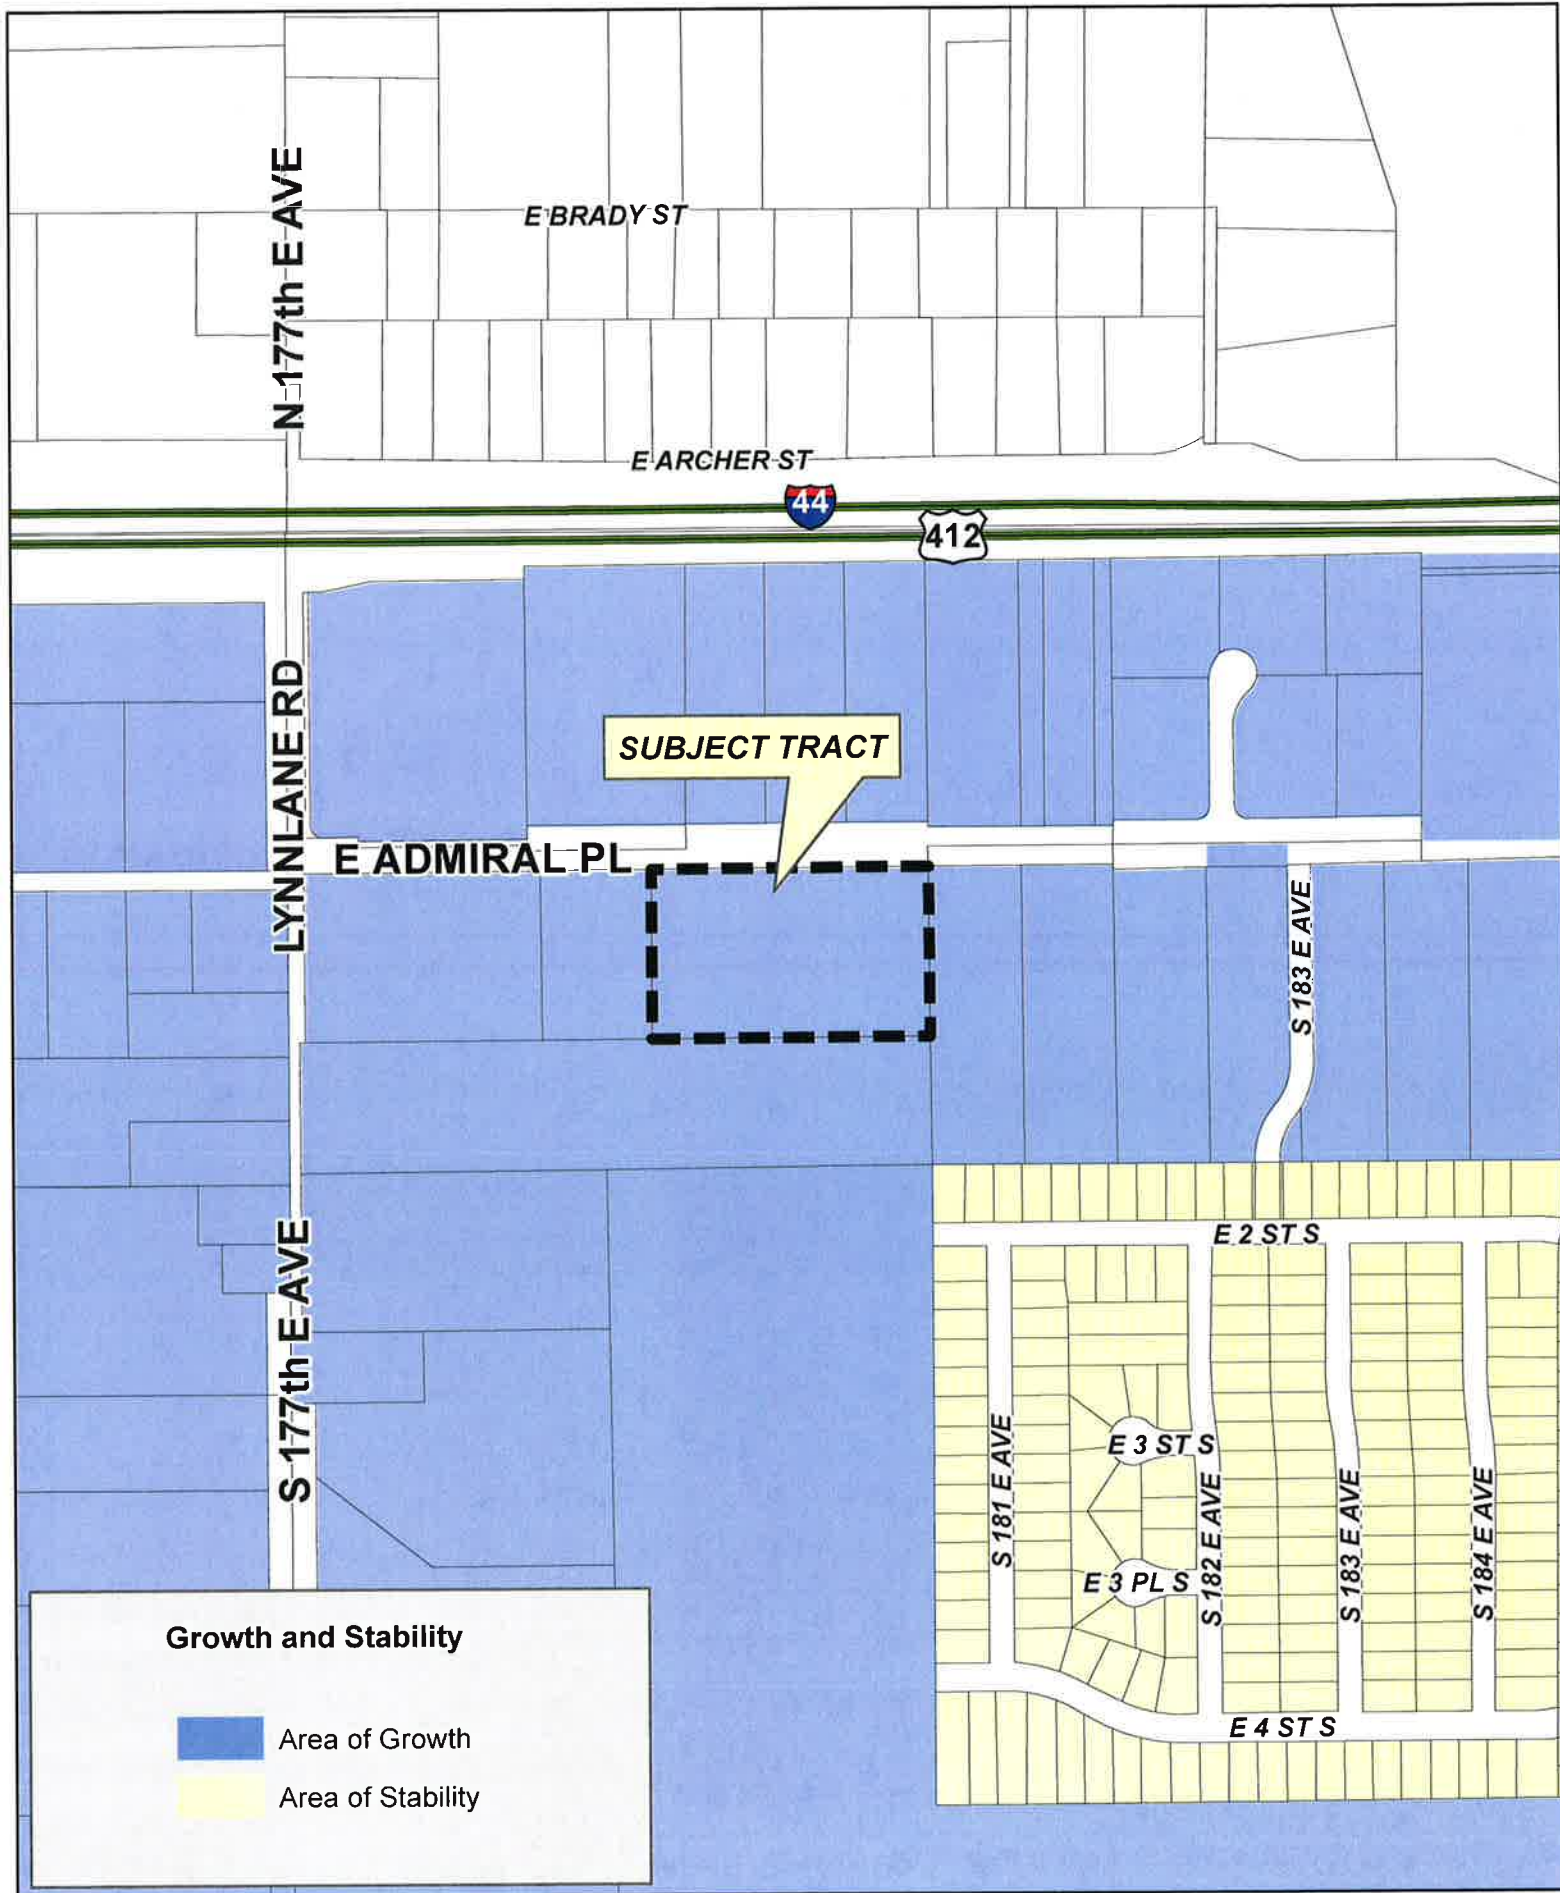 N 177th E AVE
E BRADY ST
E ARCHER ST
44
412
LYNNLANE RD
SUBJECT TRACT
E ADMIRAL PL
S 183 E AVE
S 177th E AVE
E 2 ST S
S 181 E AVE
E 3 ST S
E 3 PL S
S 182 E AVE
S 183 E AVE
S 184 E AVE
E 4 ST S
Growth and Stability
Area of Growth
Area of Stability